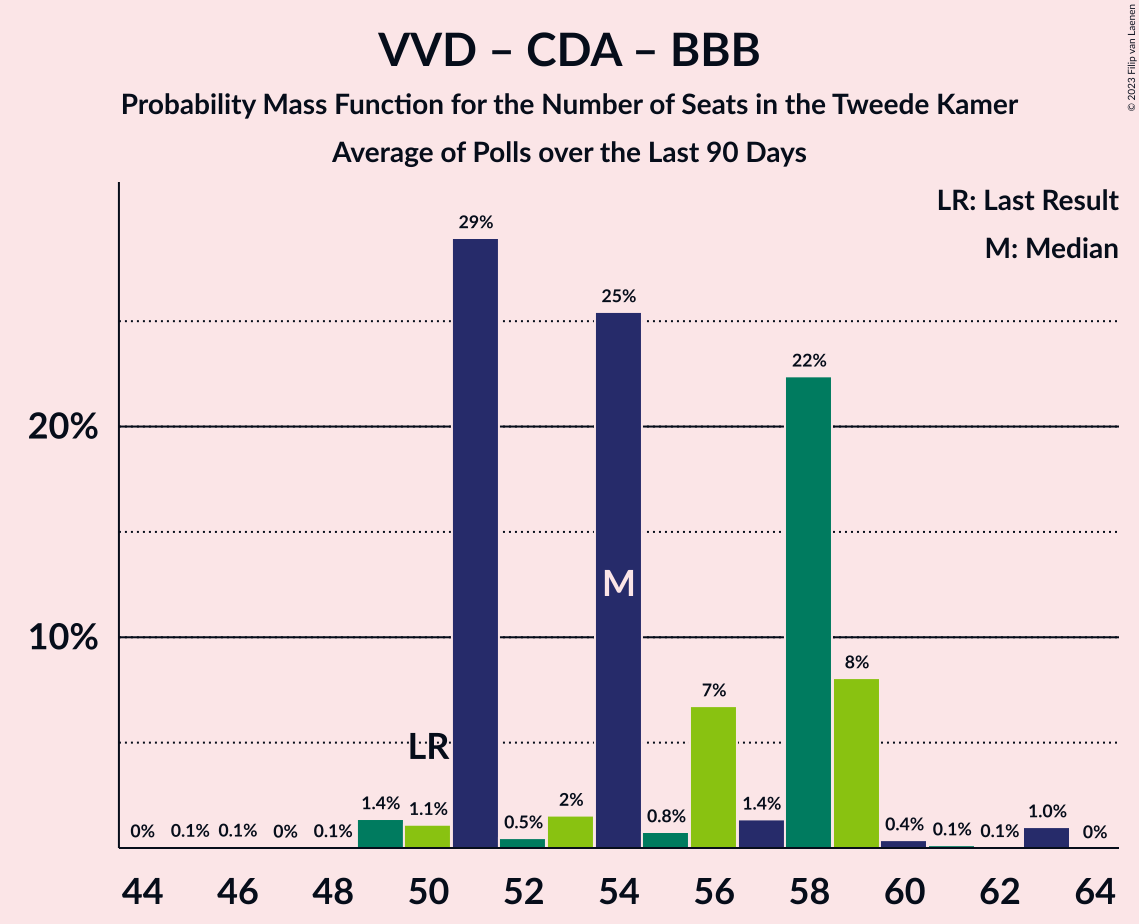 VVD – CDA – BBB
Probability Mass Function for the Number of Seats in the Tweede Kamer
Average of Polls over the Last 90 Days
© 2023 Filip van Laenen
LR: Last Result
M: Median
20%
10%
0%
0.1%
0.1%
0%
0.1%
1.4%
1.1%
29%
0.5%
2%
25%
0.8%
7%
1.4%
22%
8%
0.4%
0.1%
0.1%
1.0%
0%
LR
M
44 46 48 50 52 54 56 58 60 62 64